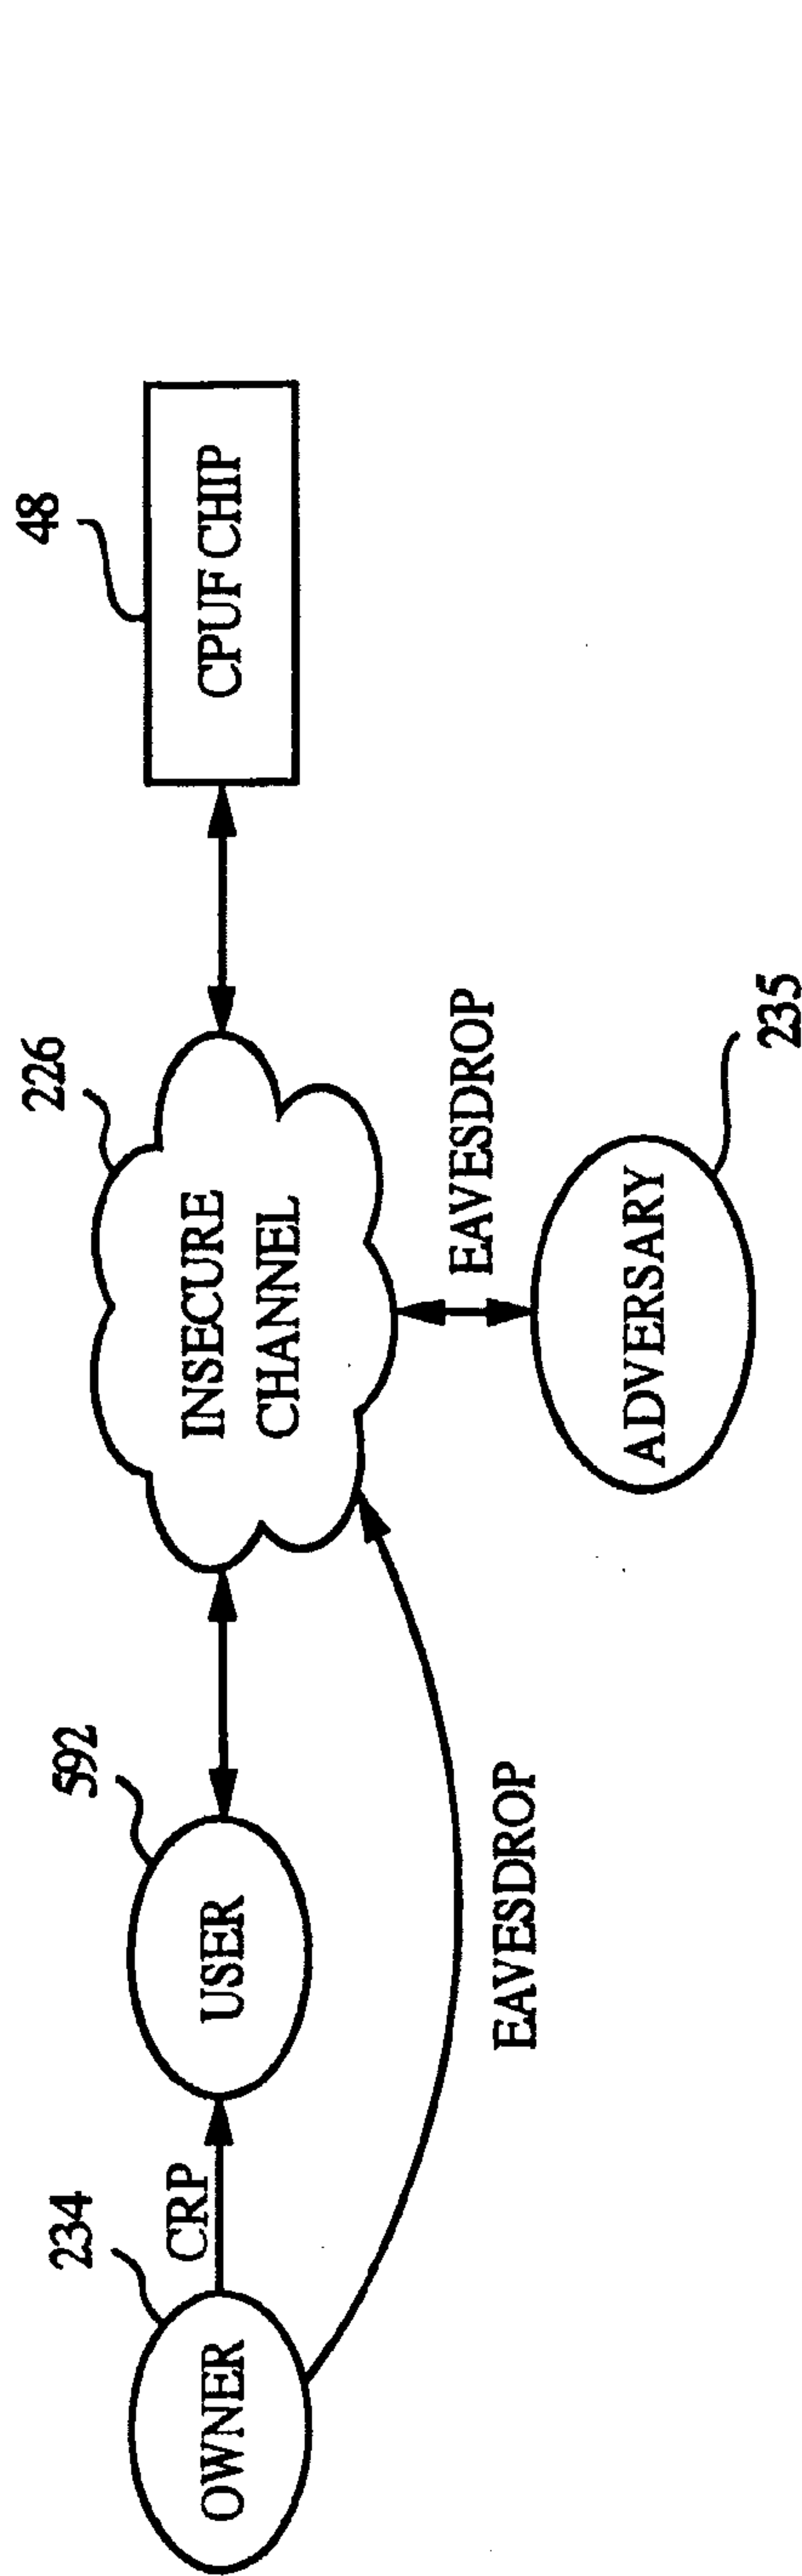 OWNER
234
CRP
USER
592
EAVESDROP
INSECURE
CHANNEL
226
EAVESDROP
ADVERSARY
235
CPUF CHIP
48